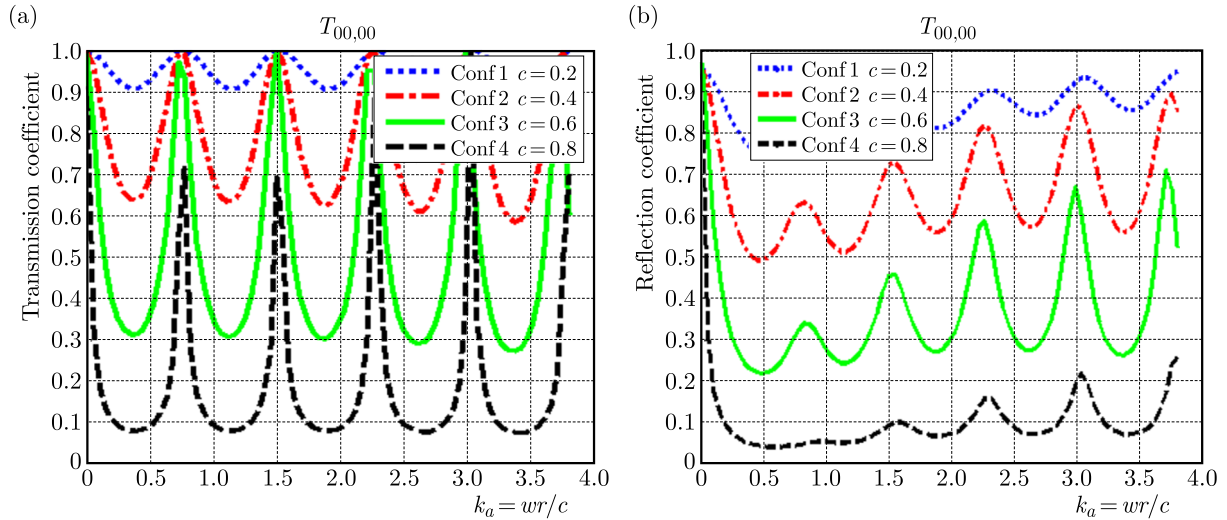 (a)
T00,00
Transmission coefficient
1.0
0.9
0.8
0.7
0.6
0.5
0.4
0.3
0.2
0.1
0
Conf 1 c = 0.2
Conf 2 c = 0.4
Conf 3 c = 0.6
Conf 4 c = 0.8
0 0.5 1.0 1.5 2.0 2.5 3.0 3.5 4.0
ka = wr/c
(b)
T00,00
Reflection coefficient
1.0
0.9
0.8
0.7
0.6
0.5
0.4
0.3
0.2
0.1
0
Conf 1 c = 0.2
Conf 2 c = 0.4
Conf 3 c = 0.6
Conf 4 c = 0.8
0 0.5 1.0 1.5 2.0 2.5 3.0 3.5 4.0
ka = wr/c